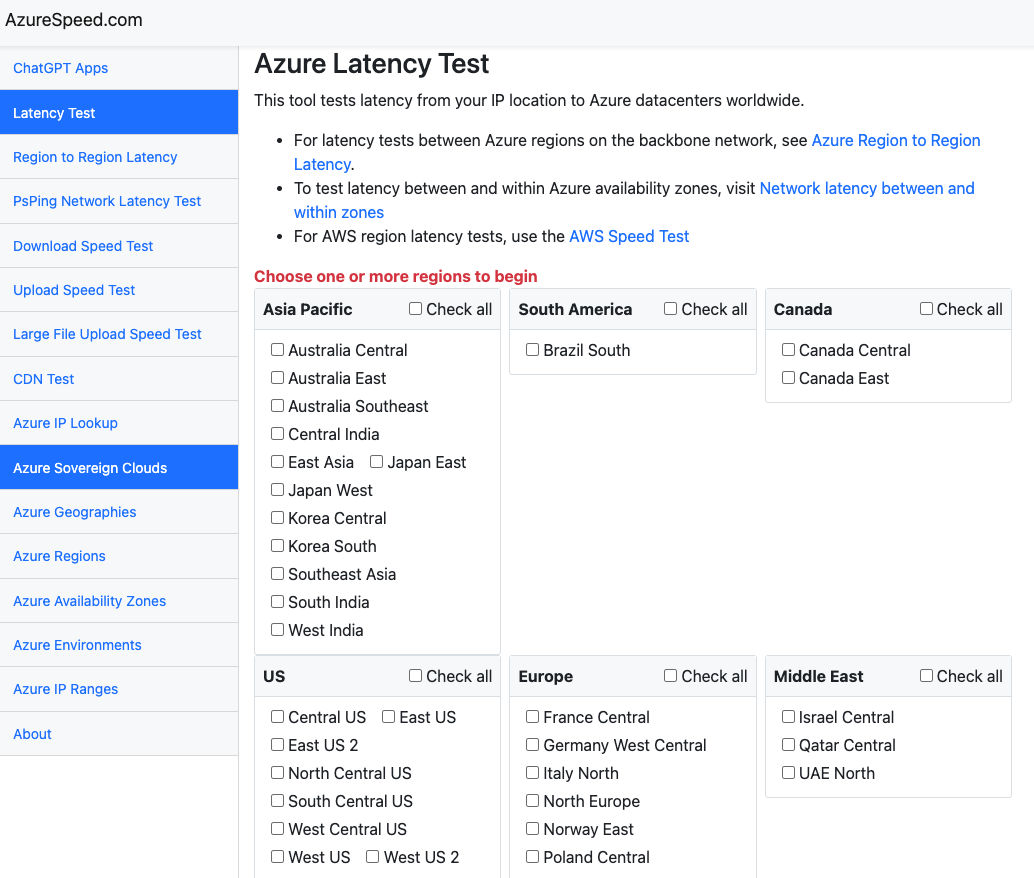 AzureSpeed.com
ChatGPT Apps
Latency Test
Region to Region Latency
PsPing Network Latency Test
Download Speed Test
Upload Speed Test
Large File Upload Speed Test
CDN Test
Azure IP Lookup
Azure Sovereign Clouds
Azure Geographies
Azure Regions
Azure Availability Zones
Azure Environments
Azure IP Ranges
About
Azure Latency Test
This tool tests latency from your IP location to Azure datacenters worldwide.
For latency tests between Azure regions on the backbone network, see Azure Region to Region
Latency.
To test latency between and within Azure availability zones, visit Network latency between and
within zones
For AWS region latency tests, use the AWS Speed Test
Choose one or more regions to begin
Asia Pacific Check all
Australia Central
Australia East
Australia Southeast
Central India
East Asia Japan East
Japan West
Korea Central
Korea South
Southeast Asia
South India
West India
South America Check all
Brazil South
Canada Check all
Canada Central
Canada East
US Check all
Central US East US
East US 2
North Central US
South Central US
West Central US
West US West US 2
Europe Check all
France Central
Germany West Central
Italy North
North Europe
Norway East
Poland Central
Middle East Check all
Israel Central
Qatar Central
UAE North